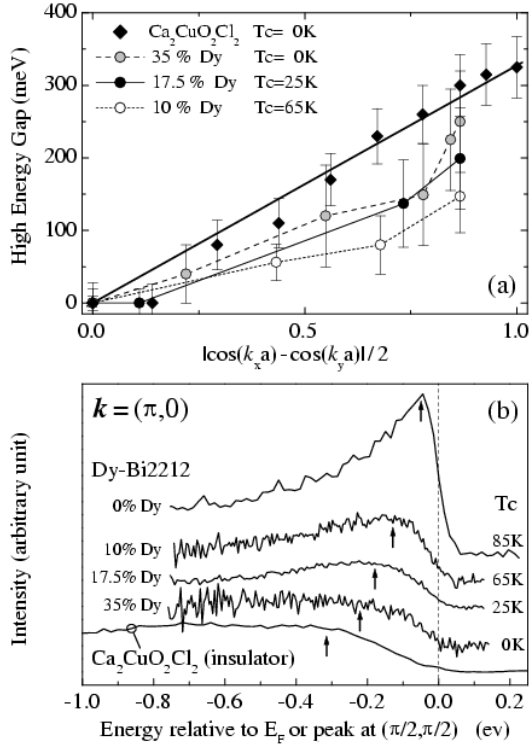 (a)
400
300
200
100
0
High Energy Gap (meV)
Ca2CuO2Cl2 Tc= 0K
35 % Dy Tc= 0K
17.5% Dy Tc=25K
10 % Dy Tc=65K
0.0 0.5 1.0
|cos(kxa)-cos(kya)|/2
k = (π,0)
(b)
Dy-Bi2212
Tc
0% Dy
85K
10% Dy
65K
17.5% Dy
25K
35% Dy
0K
Ca2CuO2Cl2 (insulator)
Intensity (arbitrary unit)
-1.0 -0.8 -0.6 -0.4 -0.2 0.0 0.2
Energy relative to EF or peak at (π/2,π/2) (ev)